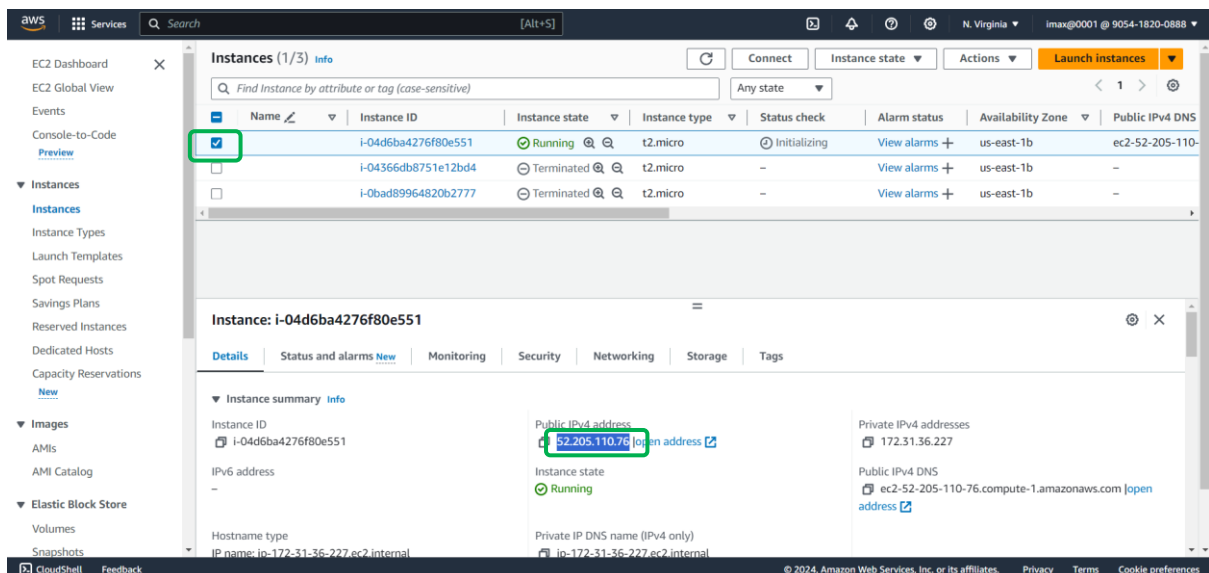 aws Services Search [Alt+S] N. Virginia ▼ imax@0001 @ 9054-1820-0888 ▼
EC2 Dashboard
EC2 Global View
Events
Console-to-Code
Preview
▼ Instances
Instances
Instance Types
Launch Templates
Spot Requests
Savings Plans
Reserved Instances
Dedicated Hosts
Capacity Reservations
New
▼ Images
AMIs
AMI Catalog
▼ Elastic Block Store
Volumes
Snapshots
Instances (1/3) Info Connect Instance state ▼ Actions ▼ Launch instances ▼
Find Instance by attribute or tag (case-sensitive) Any state ▼ < 1 >
Name Instance ID Instance state Instance type Status check Alarm status Availability Zone Public IPv4 DNS
i-04d6ba4276f80e551 Running t2.micro Initializing View alarms + us-east-1b ec2-52-205-110-
i-04366db8751e12bd4 Terminated t2.micro – View alarms + us-east-1b –
i-0bad89964820b2777 Terminated t2.micro – View alarms + us-east-1b –
Instance: i-04d6ba4276f80e551
Details Status and alarms New Monitoring Security Networking Storage Tags
▼ Instance summary Info
Instance ID Public IPv4 address Private IPv4 addresses
i-04d6ba4276f80e551 52.205.110.76 |open address 172.31.36.227
IPv6 address Instance state Public IPv4 DNS
– Running ec2-52-205-110-76.compute-1.amazonaws.com |open
address
Hostname type Private IP DNS name (IPv4 only)
IP name: ip-172-31-36-227.ec2.internal ip-172-31-36-227.ec2.internal
CloudShell Feedback © 2024, Amazon Web Services, Inc. or its affiliates. Privacy Terms Cookie preferences